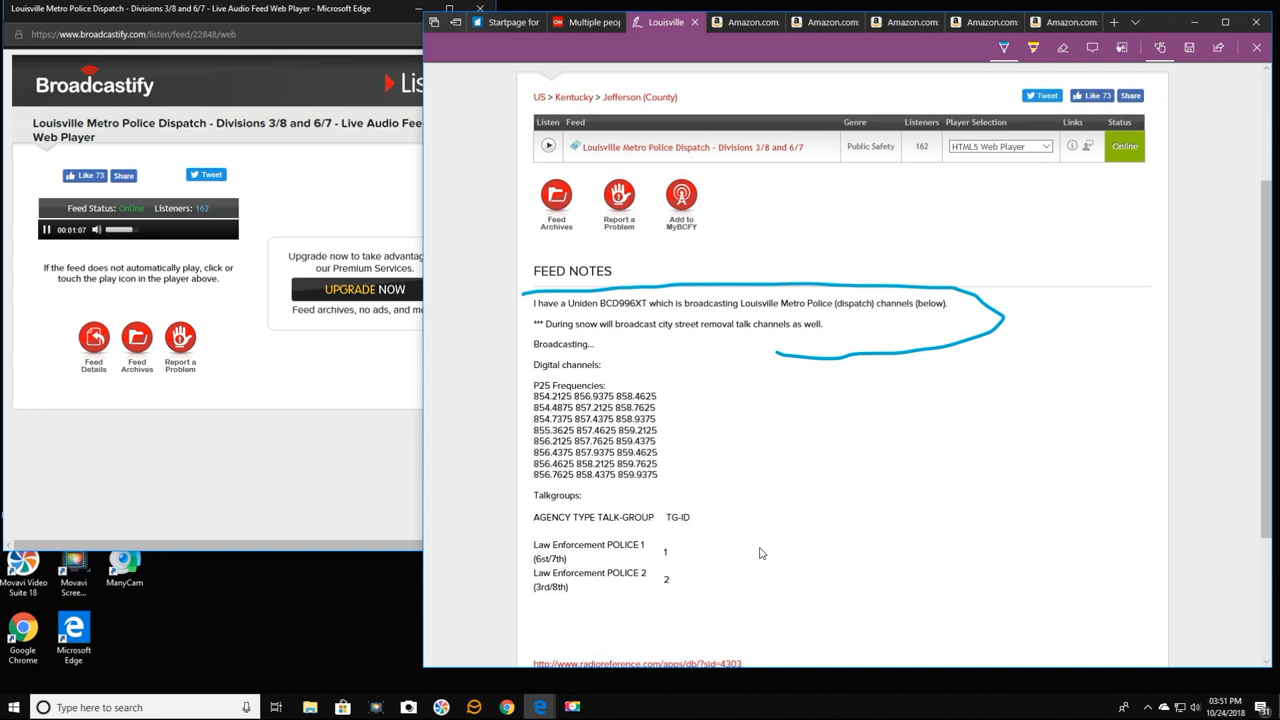 Louisville Metro Police Dispatch - Divisions 3/8 and 6/7 - Live Audio Feed Web Player - Microsoft Edge
https://www.broadcastify.com/listen/feed/22848/web
Broadcastify
Lis
Louisville Metro Police Dispatch - Divisions 3/8 and 6/7 - Live Audio Fee
Web Player
Like 73
Share
Tweet
Feed Status: Online Listeners: 162
00:01:07
If the feed does not automatically play, click or
touch the play icon in the player above.
Upgrade now to take advanta
our Premium Services.
UPGRADE NOW
Feed archives, no ads, and mo
Feed
Details
Feed
Archives
Report a
Problem
Startpage for
Multiple peo
Louisville
Amazon.com:
Amazon.com
Amazon.com:
Amazon.com:
Amazon.com:
US > Kentucky > Jefferson (County)
Tweet
Like 73
Share
Listen Feed Genre Listeners Player Selection Links Status
Louisville Metro Police Dispatch - Divisions 3/8 and 6/7 Public Safety 162 HTML5 Web Player Online
Feed
Archives
Report a
Problem
Add to
MyBCFY
FEED NOTES
I have a Uniden BCD996XT which is broadcasting Louisville Metro Police (dispatch) channels (below).
*** During snow will broadcast city street removal talk channels as well.
Broadcasting...
Digital channels:
P25 Frequencies:
854.2125 856.9375 858.4625
854.4875 857.2125 858.7625
854.7375 857.4375 858.9375
855.3625 857.4625 859.2125
856.2125 857.7625 859.4375
856.4375 857.9375 859.4625
856.4625 858.2125 859.7625
856.7625 858.4375 859.9375
Talkgroups:
AGENCY TYPE TALK-GROUP TG-ID
Law Enforcement POLICE 1
(6st/7th)
1
Law Enforcement POLICE 2
(3rd/8th)
2
http://www.radioreference.com/apps/db/?sid=4303
Movavi Video
Suite 18
Movavi
Scree...
ManyCam
Google
Chrome
Microsoft
Edge
Type here to search
03:51 PM
10/24/2018
31